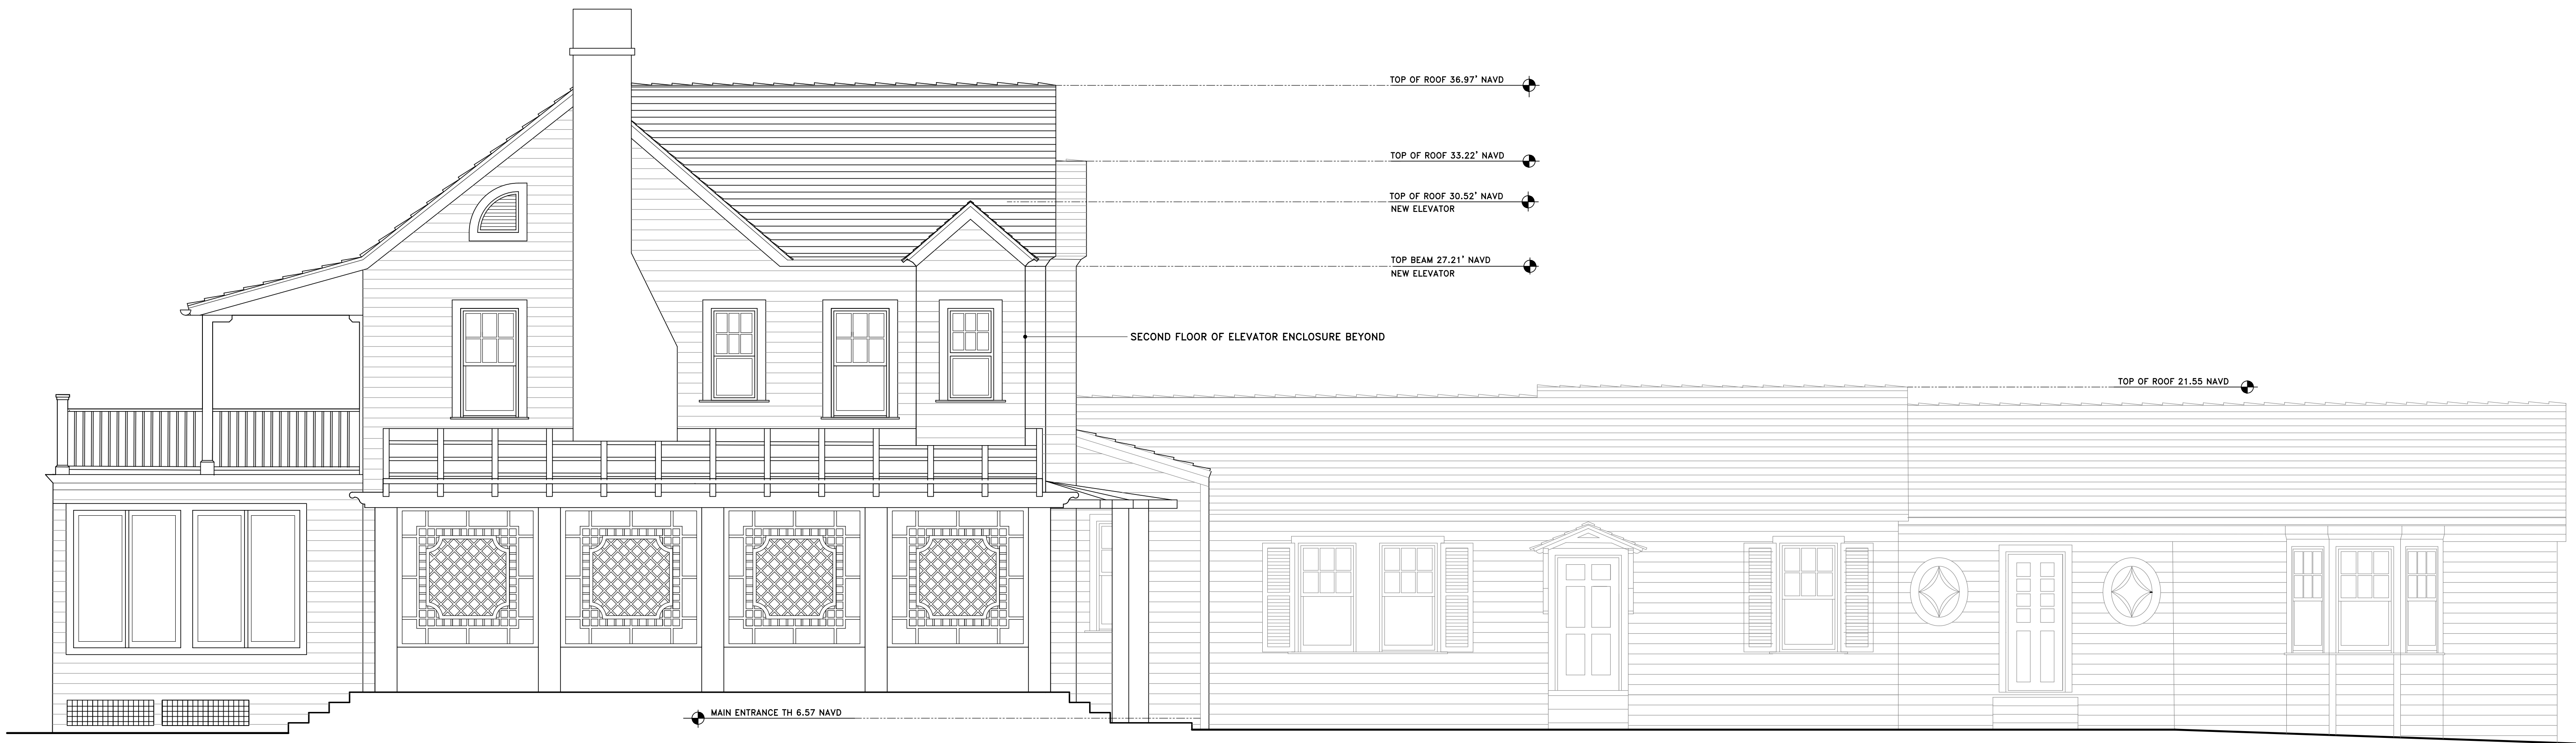 TOP OF ROOF 36.97' NAVD
TOP OF ROOF 33.22' NAVD
TOP OF ROOF 30.52' NAVD
NEW ELEVATOR
TOP BEAM 27.21' NAVD
NEW ELEVATOR
SECOND FLOOR OF ELEVATOR ENCLOSURE BEYOND
TOP OF ROOF 21.55 NAVD
MAIN ENTRANCE TH 6.57 NAVD